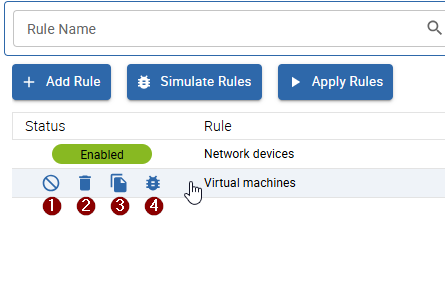 Rule Name
Add Rule Simulate Rules Apply Rules
Status Rule
Enabled Network devices
Virtual machines
1 2 3 4